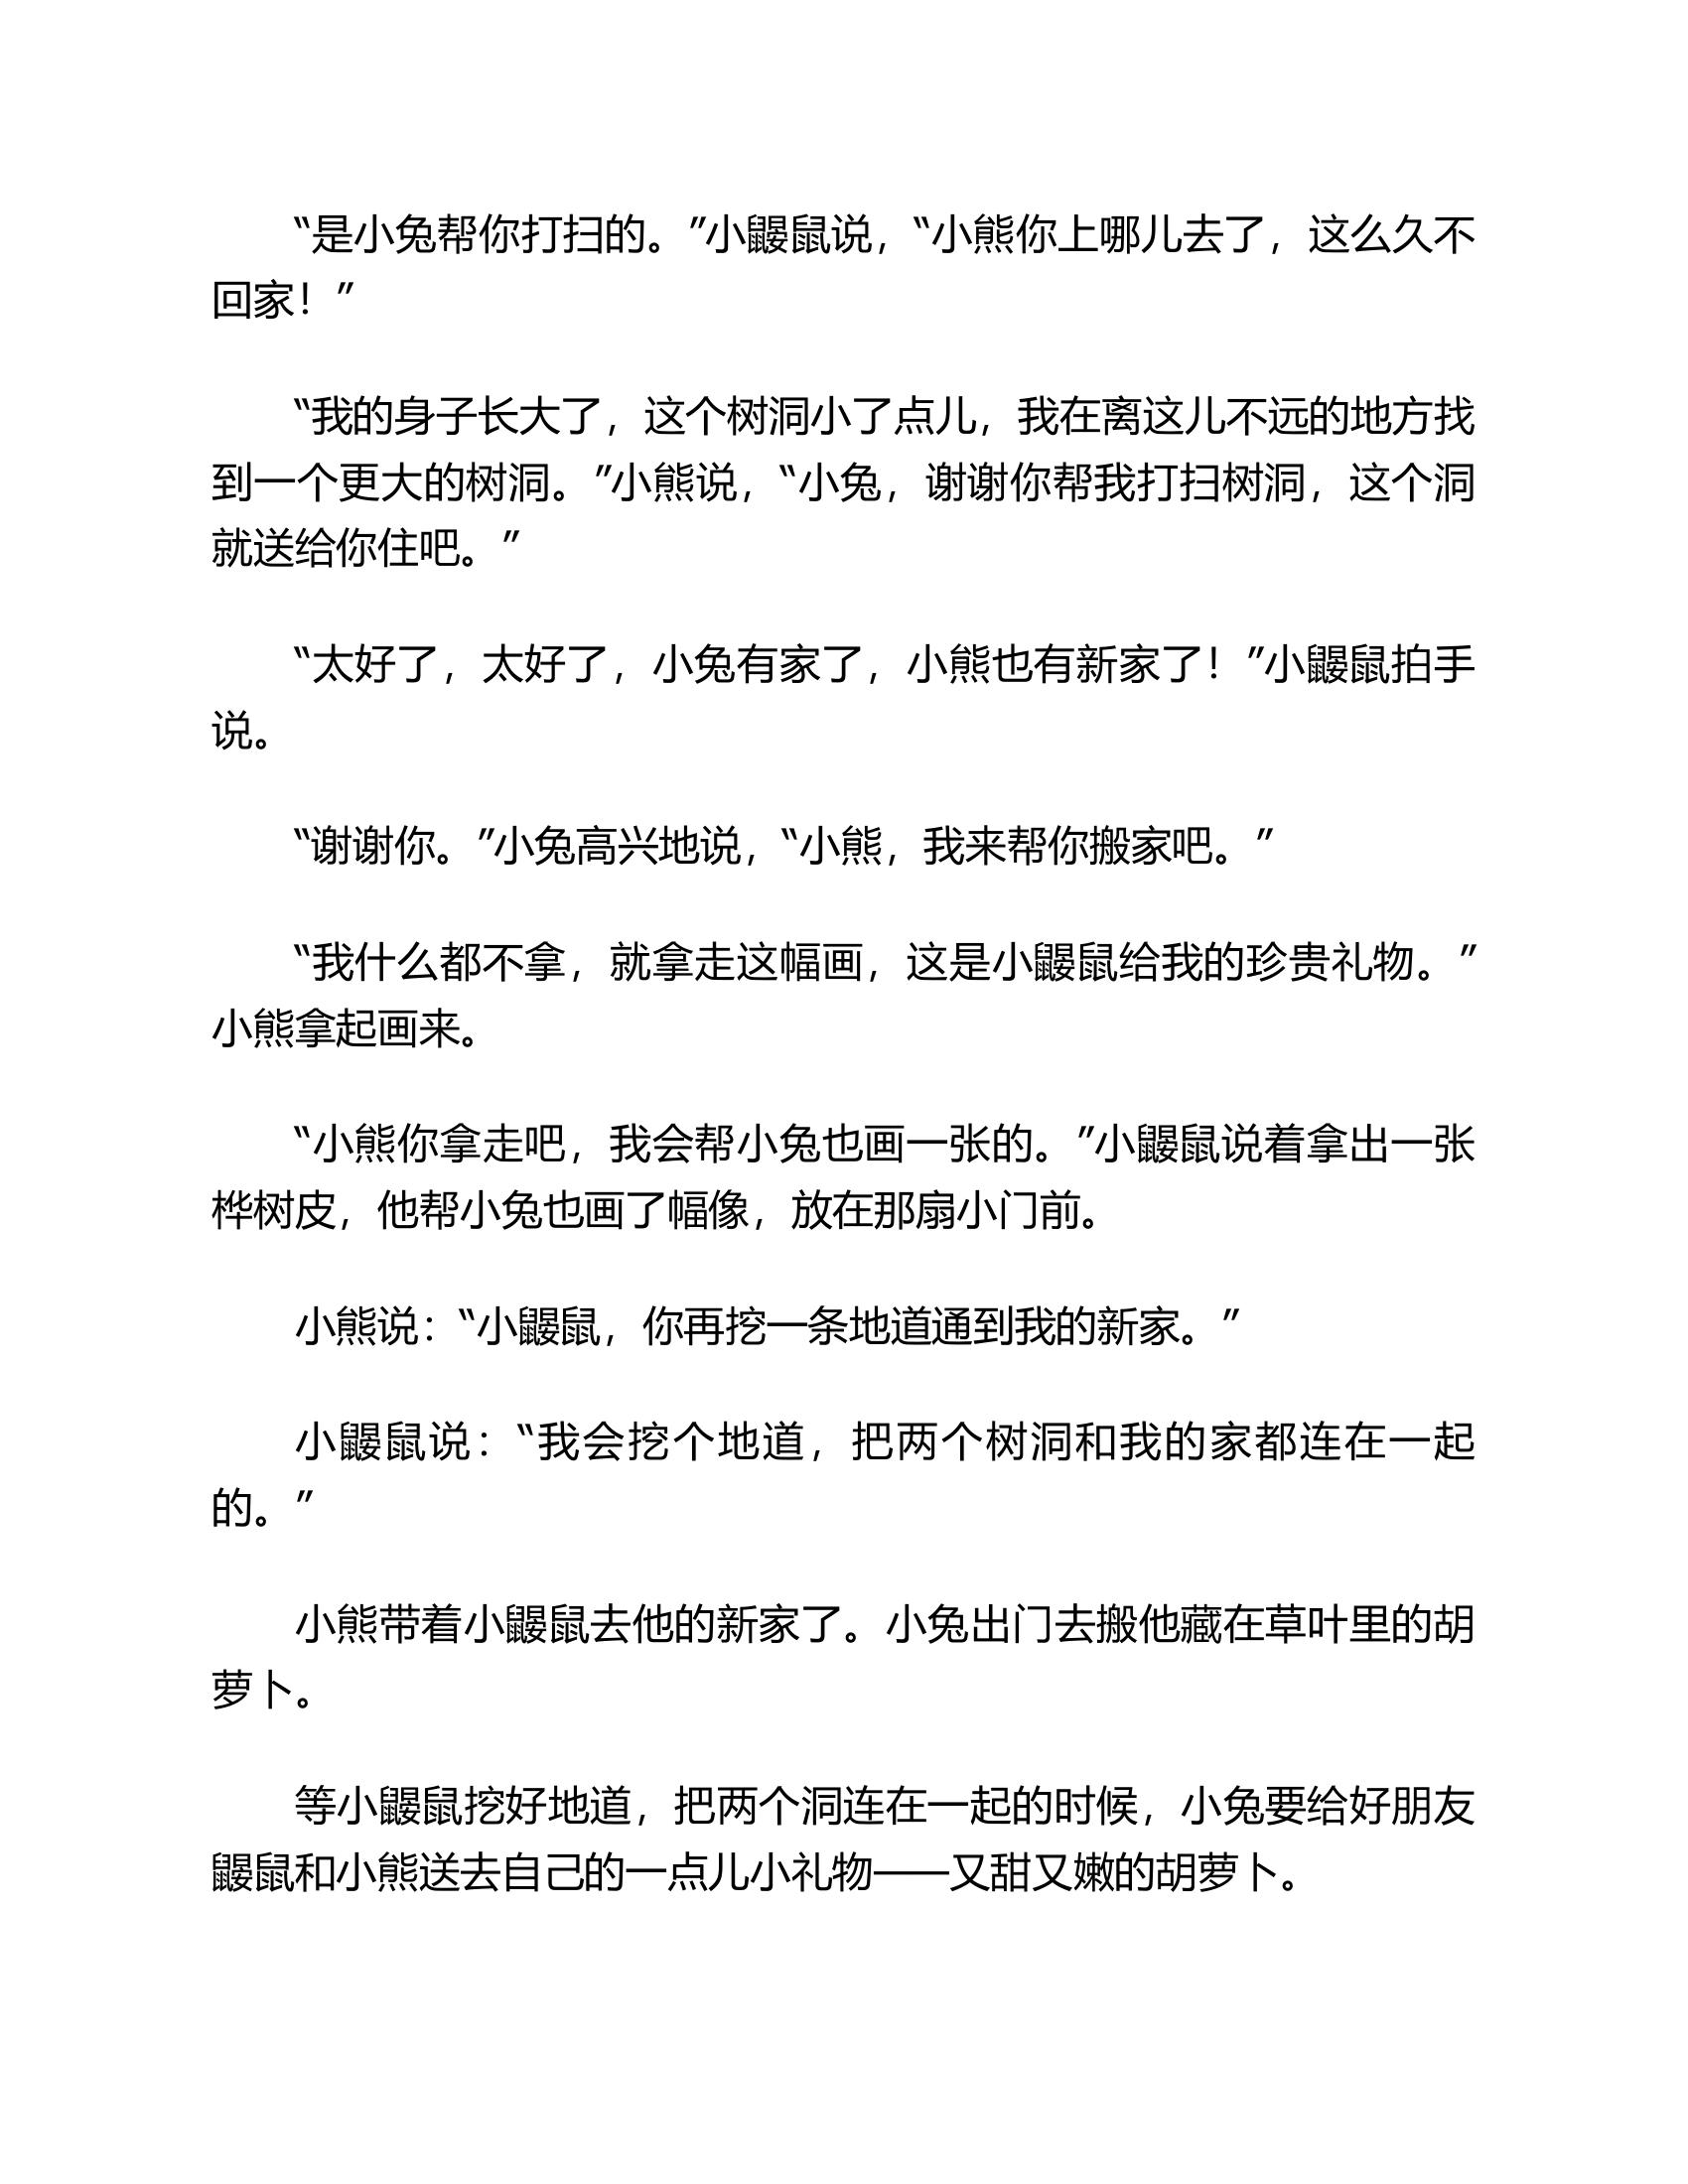 “是小兔帮你打扫的。”小鼹鼠说，“小熊你上哪儿去了，这么久不
回家！”
“我的身子长大了，这个树洞小了点儿，我在离这儿不远的地方找
到一个更大的树洞。”小熊说，“小兔，谢谢你帮我打扫树洞，这个洞
就送给你住吧。”
“太好了，太好了，小兔有家了，小熊也有新家了！”小鼹鼠拍手
说。
“谢谢你。”小兔高兴地说，“小熊，我来帮你搬家吧。”
“我什么都不拿，就拿走这幅画，这是小鼹鼠给我的珍贵礼物。”
小熊拿起画来。
“小熊你拿走吧，我会帮小兔也画一张的。”小鼹鼠说着拿出一张
桦树皮，他帮小兔也画了幅像，放在那扇小门前。
小熊说：“小鼹鼠，你再挖一条地道通到我的新家。”
小鼹鼠说：“我会挖个地道，把两个树洞和我的家都连在一起
的。”
小熊带着小鼹鼠去他的新家了。小兔出门去搬他藏在草叶里的胡
萝卜。
等小鼹鼠挖好地道，把两个洞连在一起的时候，小兔要给好朋友
鼹鼠和小熊送去自己的一点儿小礼物——又甜又嫩的胡萝卜。